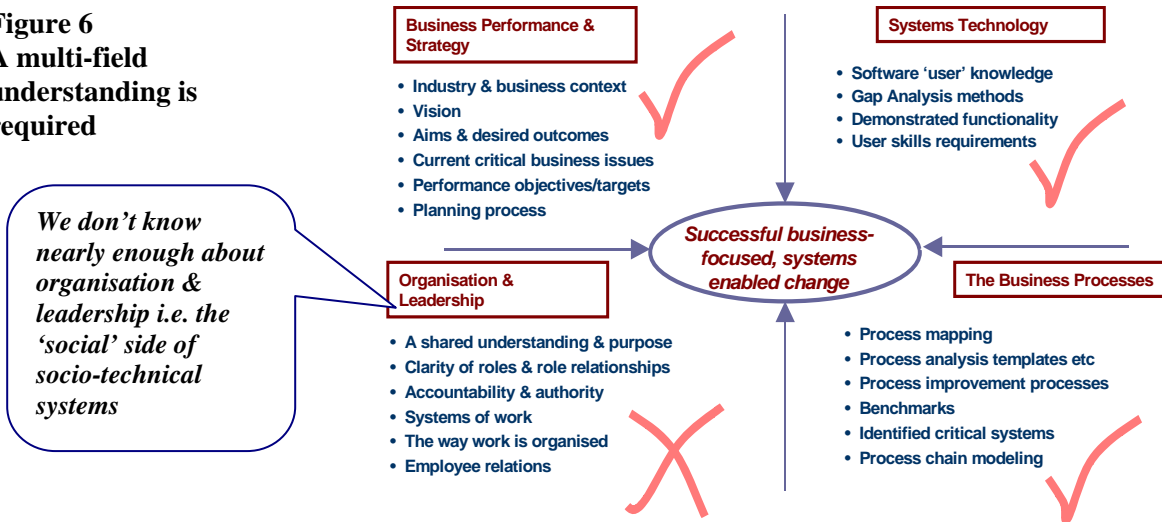 Figure 6
A multi-field
understanding is
required
We don’t know
nearly enough about
organisation &
leadership i.e. the
‘social’ side of
socio-technical
systems
Business Performance &
Strategy
• Industry & business context
• Vision
• Aims & desired outcomes
• Current critical business issues
• Performance objectives/targets
• Planning process
Systems Technology
• Software ‘user’ knowledge
• Gap Analysis methods
• Demonstrated functionality
• User skills requirements
Successful business-
focused, systems
enabled change
Organisation &
Leadership
• A shared understanding & purpose
• Clarity of roles & role relationships
• Accountability & authority
• Systems of work
• The way work is organised
• Employee relations
The Business Processes
• Process mapping
• Process analysis templates etc
• Process improvement processes
• Benchmarks
• Identified critical systems
• Process chain modeling